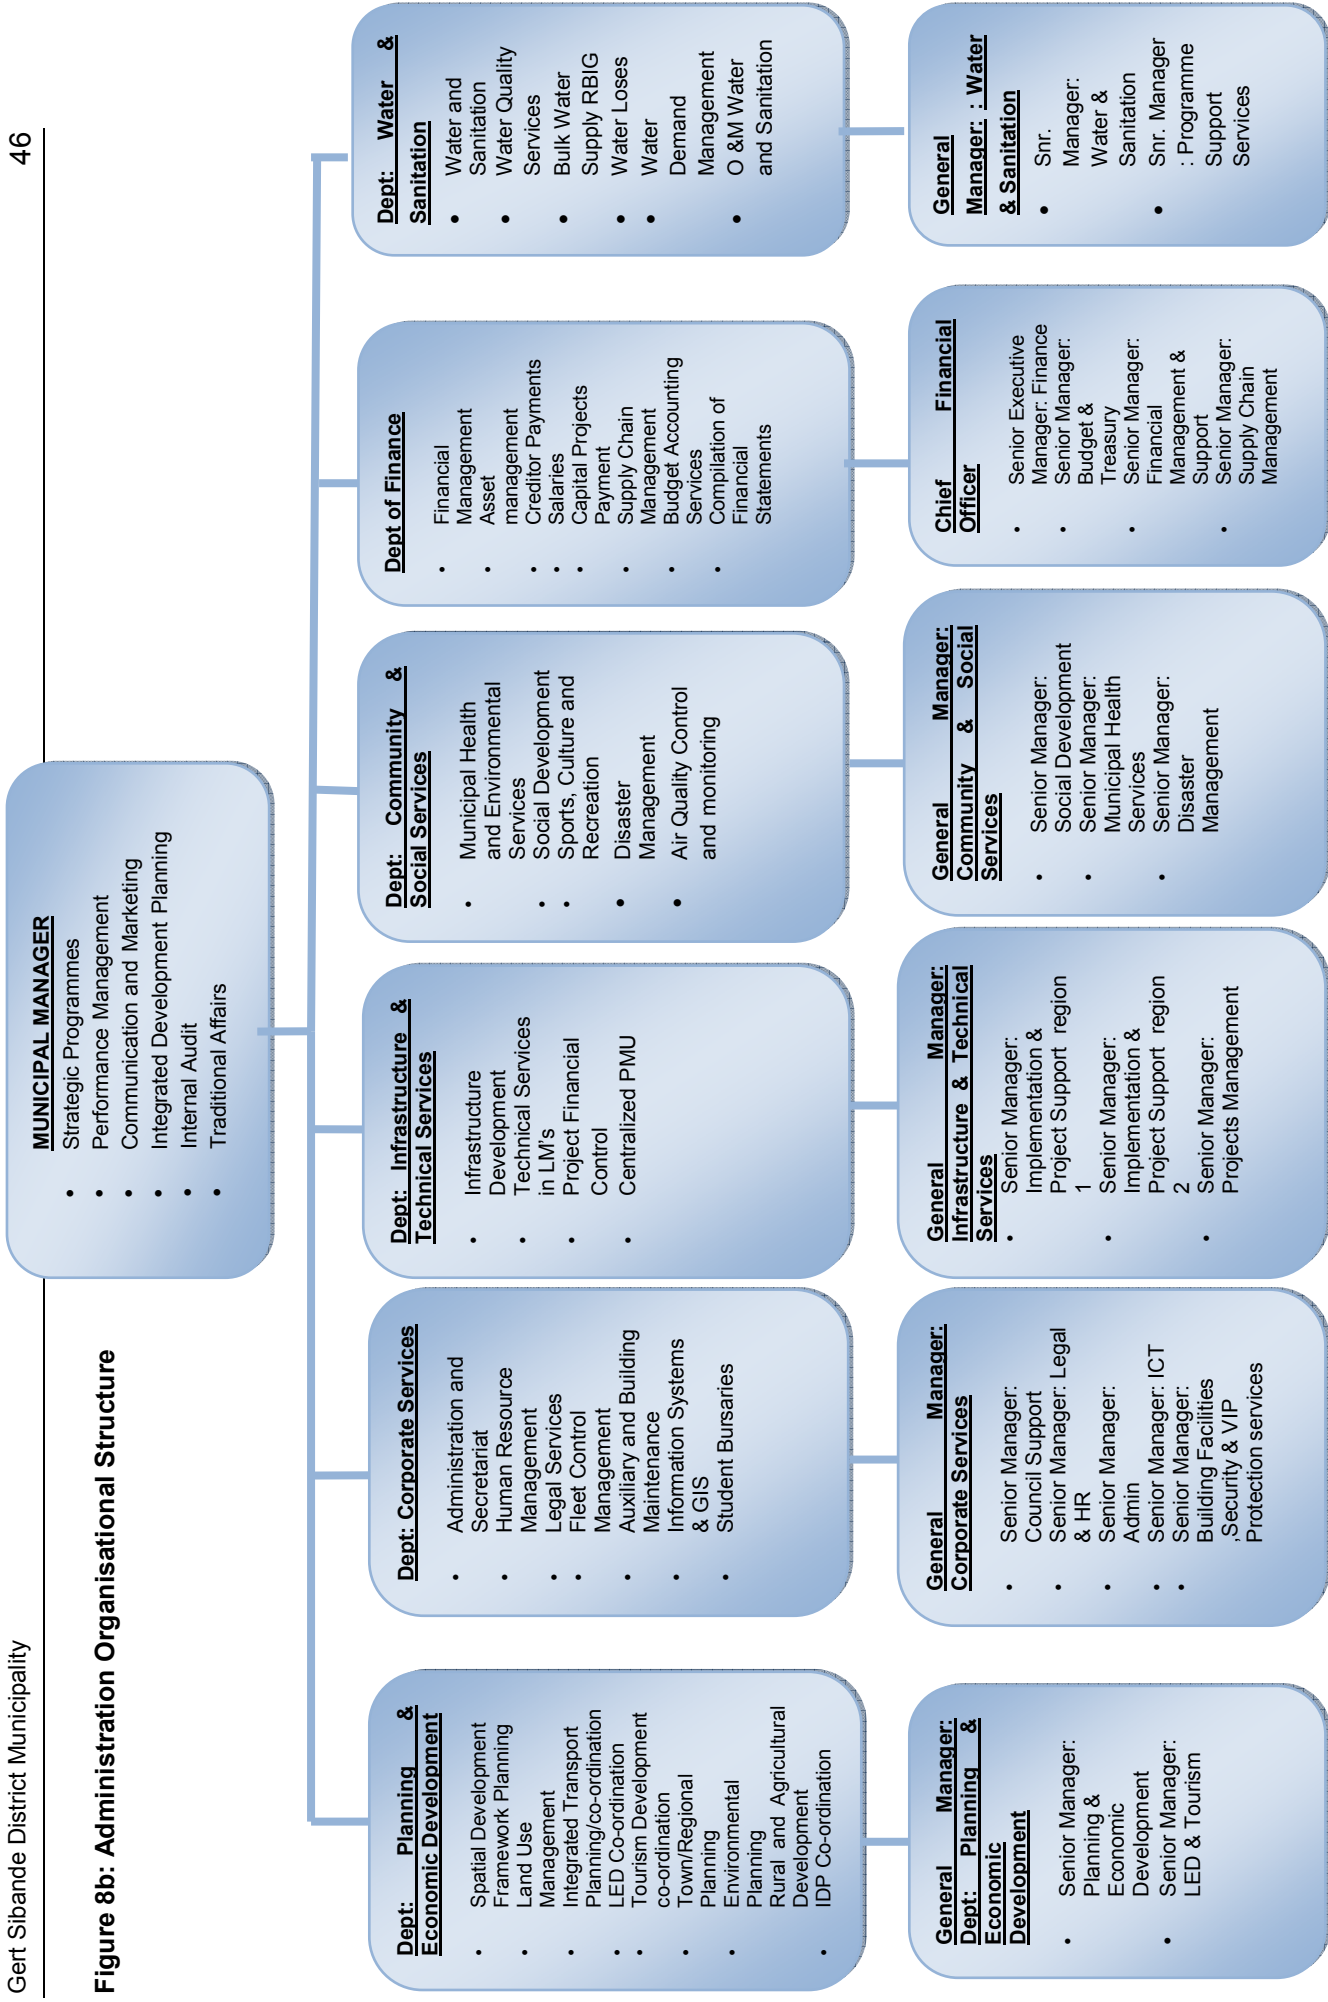 Gert Sibande District Municipality 46
Figure 8b: Administration Organisational Structure
MUNICIPAL MANAGER
• Strategic Programmes
• Performance Management
• Communication and Marketing
• Integrated Development Planning
• Internal Audit
• Traditional Affairs
Dept: Planning &
Economic Development
• Spatial Development
Framework Planning
• Land Use
Management
• Integrated Transport
Planning/co-ordination
• LED Co-ordination
• Tourism Development
co-ordination
• Town/Regional
Planning
• Environmental
Planning
Rural and Agricultural
Development
• IDP Co-ordination
Dept: Corporate Services
• Administration and
Secretariat
• Human Resource
Management
• Legal Services
• Fleet Control
Management
• Auxiliary and Building
Maintenance
• Information Systems
& GIS
• Student Bursaries
Dept: Infrastructure &
Technical Services
• Infrastructure
Development
• Technical Services
in LM's
• Project Financial
Control
• Centralized PMU
Dept: Community &
Social Services
• Municipal Health
and Environmental
Services
• Social Development
• Sports, Culture and
Recreation
• Disaster
Management
• Air Quality Control
and monitoring
Dept of Finance
• Financial
Management
• Asset
management
• Creditor Payments
• Salaries
• Capital Projects
Payment
• Supply Chain
Management
• Budget Accounting
Services
• Compilation of
Financial
Statements
Dept: Water &
Sanitation
• Water and
Sanitation
• Water Quality
Services
• Bulk Water
Supply RBIG
• Water Loses
• Water
Demand
Management
• O &M Water
and Sanitation
General Manager:
Dept: Planning &
Economic
Development
• Senior Manager:
Planning &
Economic
Development
• Senior Manager:
LED & Tourism
General Manager:
Corporate Services
• Senior Manager:
Council Support
• Senior Manager: Legal
& HR
• Senior Manager:
Admin
• Senior Manager: ICT
• Senior Manager:
Building Facilities
,Security & VIP
Protection services
General Manager:
Infrastructure & Technical
Services
• Senior Manager:
Implementation &
Project Support region
1
• Senior Manager:
Implementation &
Project Support region
2
• Senior Manager:
Projects Management
General Manager:
Community & Social
Services
• Senior Manager:
Social Development
• Senior Manager:
Municipal Health
Services
• Senior Manager:
Disaster
Management
Chief Financial
Officer
• Senior Executive
Manager: Finance
• Senior Manager:
Budget &
Treasury
• Senior Manager:
Financial
Management &
Support
• Senior Manager:
Supply Chain
Management
General
Manager: : Water
& Sanitation
• Snr.
Manager:
Water &
Sanitation
• Snr. Manager
: Programme
Support
Services